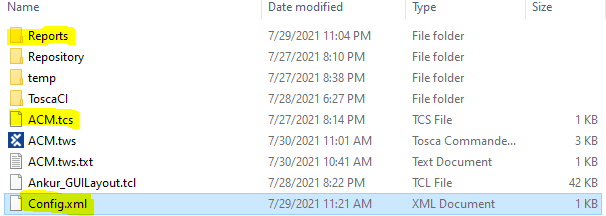 Name Date modified Type Size
Reports 7/29/2021 11:04 PM File folder
Repository 7/27/2021 8:10 PM File folder
temp 7/27/2021 8:38 PM File folder
ToscaCI 7/28/2021 6:27 PM File folder
ACM.tcs 7/27/2021 8:14 PM TCS File 1 KB
ACM.tws 7/30/2021 11:01 AM Tosca Commande... 3 KB
ACM.tws.txt 7/30/2021 10:41 AM Text Document 1 KB
Ankur_GUILayout.tcl 7/28/2021 8:22 PM TCL File 42 KB
Config.xml 7/29/2021 11:21 AM XML Document 1 KB